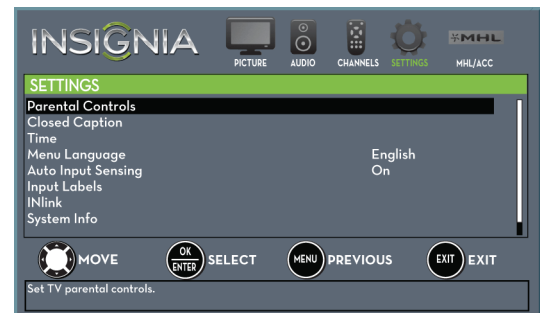 INSIGNIA
PICTURE AUDIO CHANNELS SETTINGS MHL MHL/ACC
SETTINGS
Parental Controls
Closed Caption
Time
Menu Language English
Auto Input Sensing On
Input Labels
INlink
System Info
MOVE OK ENTER SELECT MENU PREVIOUS EXIT EXIT
Set TV parental controls.